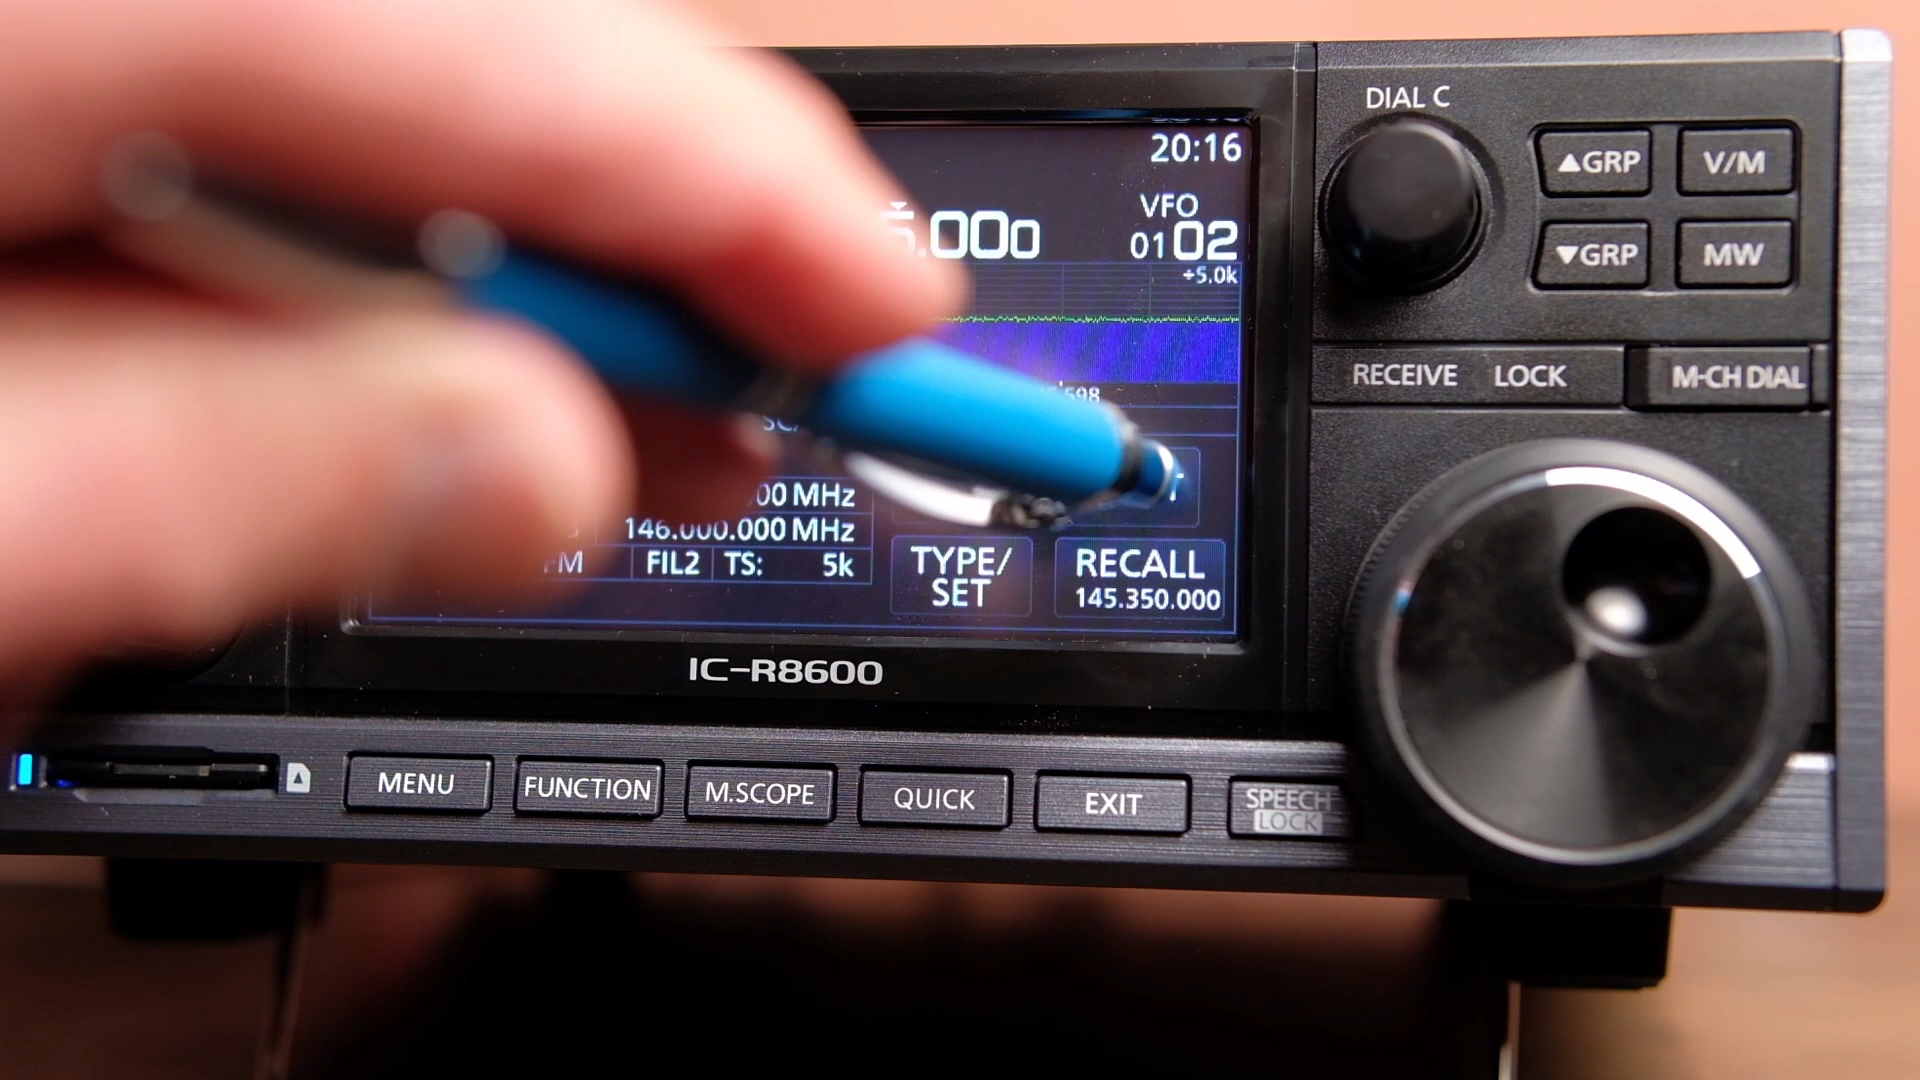 DIAL C
20:16
▲GRP
V/M
VFO
.000
01 02
▼GRP
MW
+5.0k
598
RECEIVE
LOCK
M-CH DIAL
00 MHz
146.000.000 MHz
FIL2
TS:
5k
TYPE/
SET
RECALL
145.350.000
IC-R8600
MENU
FUNCTION
M.SCOPE
QUICK
EXIT
SPEECH
LOCK